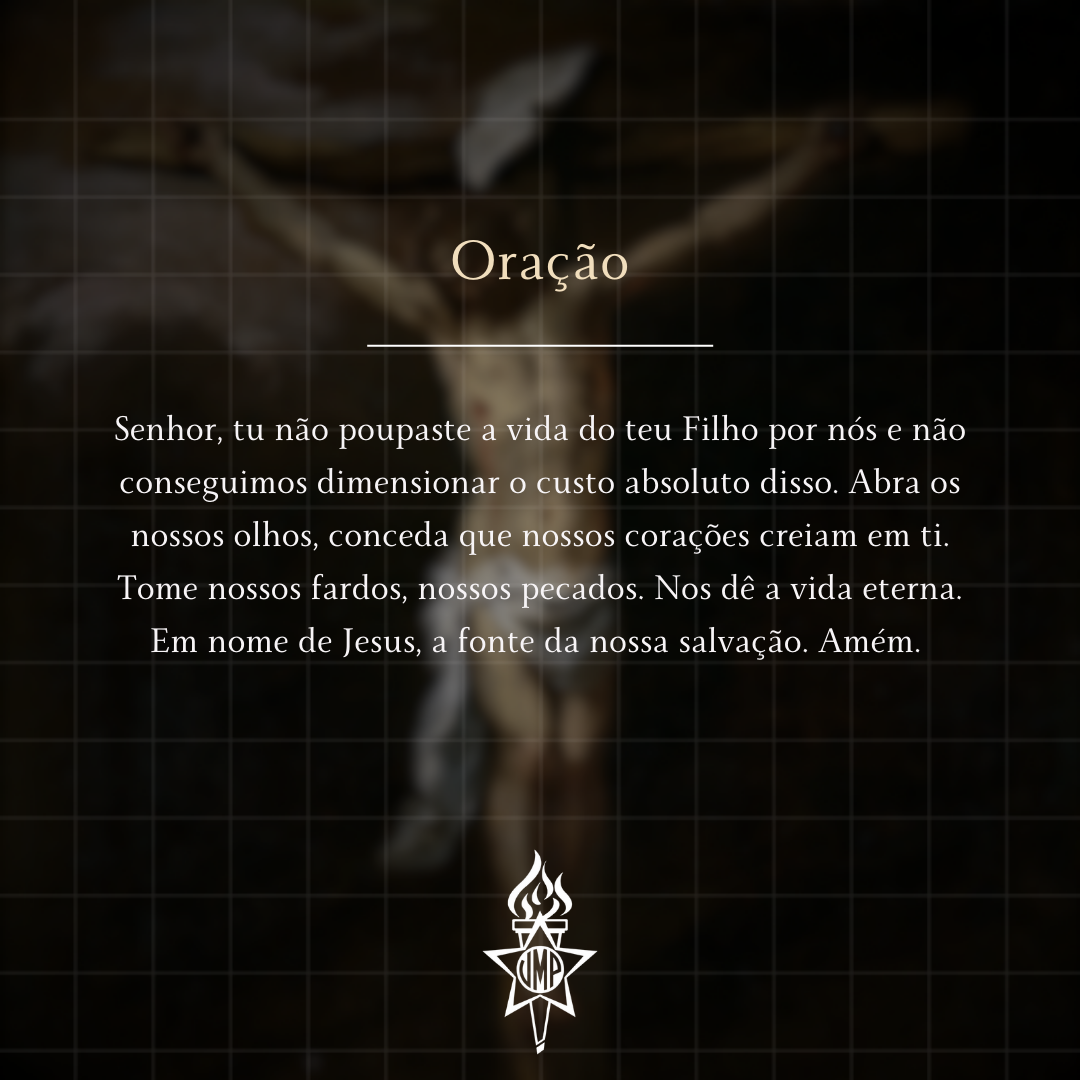 Oração
Senhor, tu não poupaste a vida do teu Filho por nós e não
conseguimos dimensionar o custo absoluto disso. Abra os
nossos olhos, conceda que nossos corações creiam em ti.
Tome nossos fardos, nossos pecados. Nos dê a vida eterna.
Em nome de Jesus, a fonte da nossa salvação. Amém.
UMP